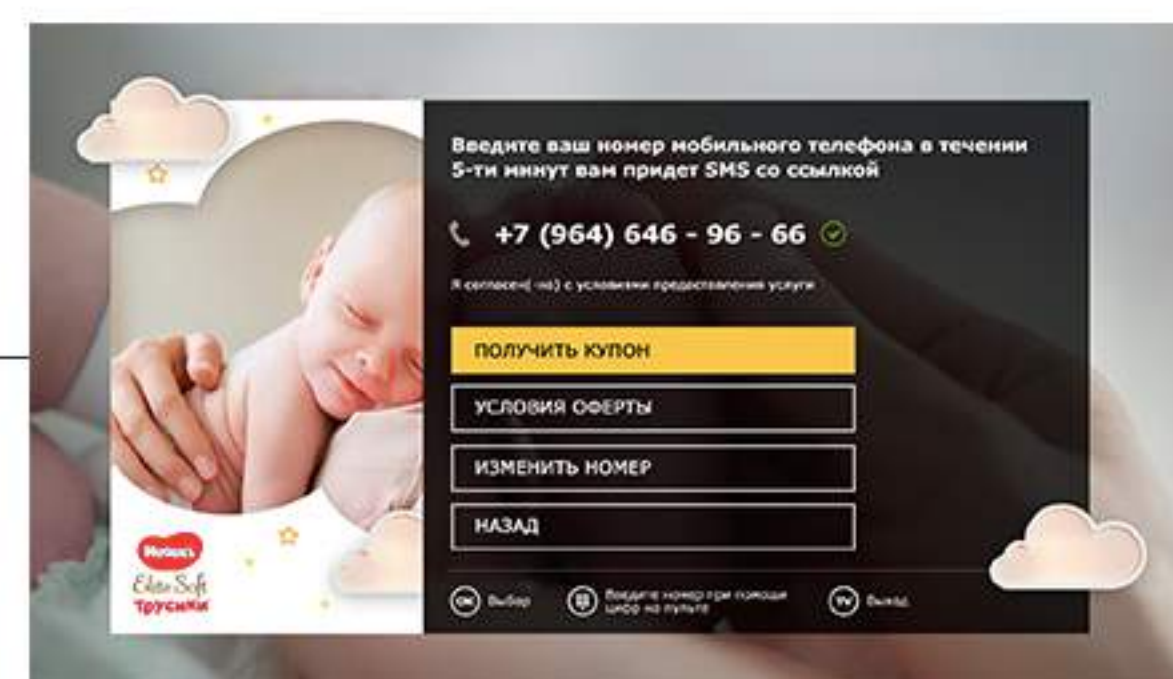 Введите ваш номер мобильного телефона в течении
5-ти минут вам придет SMS со ссылкой
+7 (964) 646 - 96 - 66
Я согласен( -на) с условиями предоставления услуги
ПОЛУЧИТЬ КУПОН
УСЛОВИЯ ОФЕРТЫ
ИЗМЕНИТЬ НОМЕР
НАЗАД
HUGGIES
Elite Soft
Трусики
OK Выбор
Введите номер при помощи
цифр на пульте
TV Выход